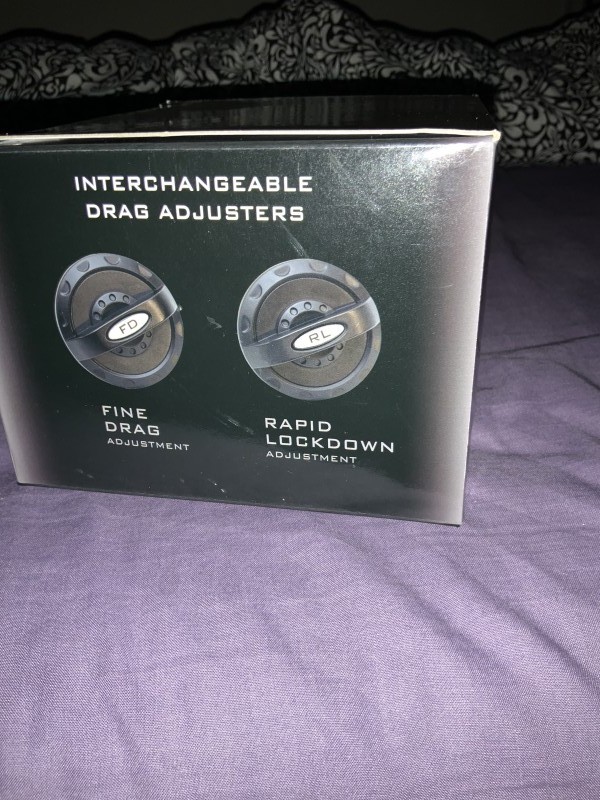 INTERCHANGEABLE
DRAG ADJUSTERS
FD
RL
FINE
DRAG
ADJUSTMENT
RAPID
LOCKDOWN
ADJUSTMENT